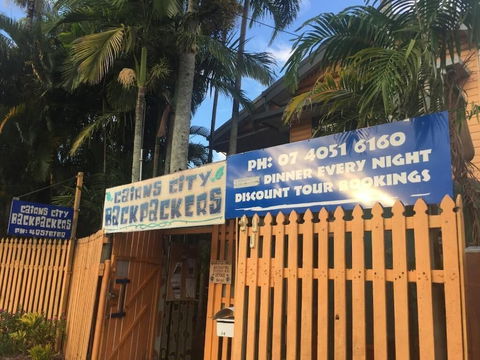 CAIRNS CITY
BACKPACKERS
CAIRNS CITY
BACKPACKERS
PH: 07 4051 6160
DINNER EVERY NIGHT
DISCOUNT TOUR BOOKINGS